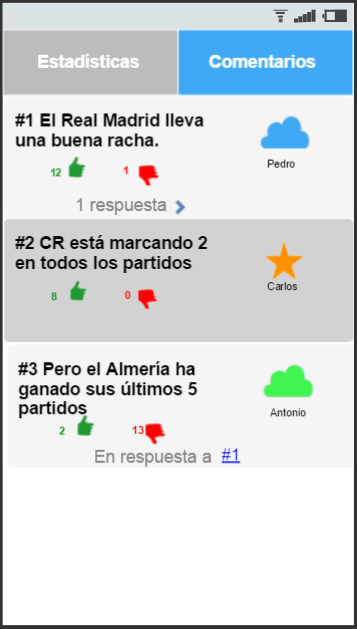 Estadísticas Comentarios
#1 El Real Madrid lleva
una buena racha.
Pedro
12 1
1 respuesta
#2 CR está marcando 2
en todos los partidos
Carlos
8 0
#3 Pero el Almería ha
ganado sus últimos 5
partidos
Antonio
2 13
En respuesta a #1